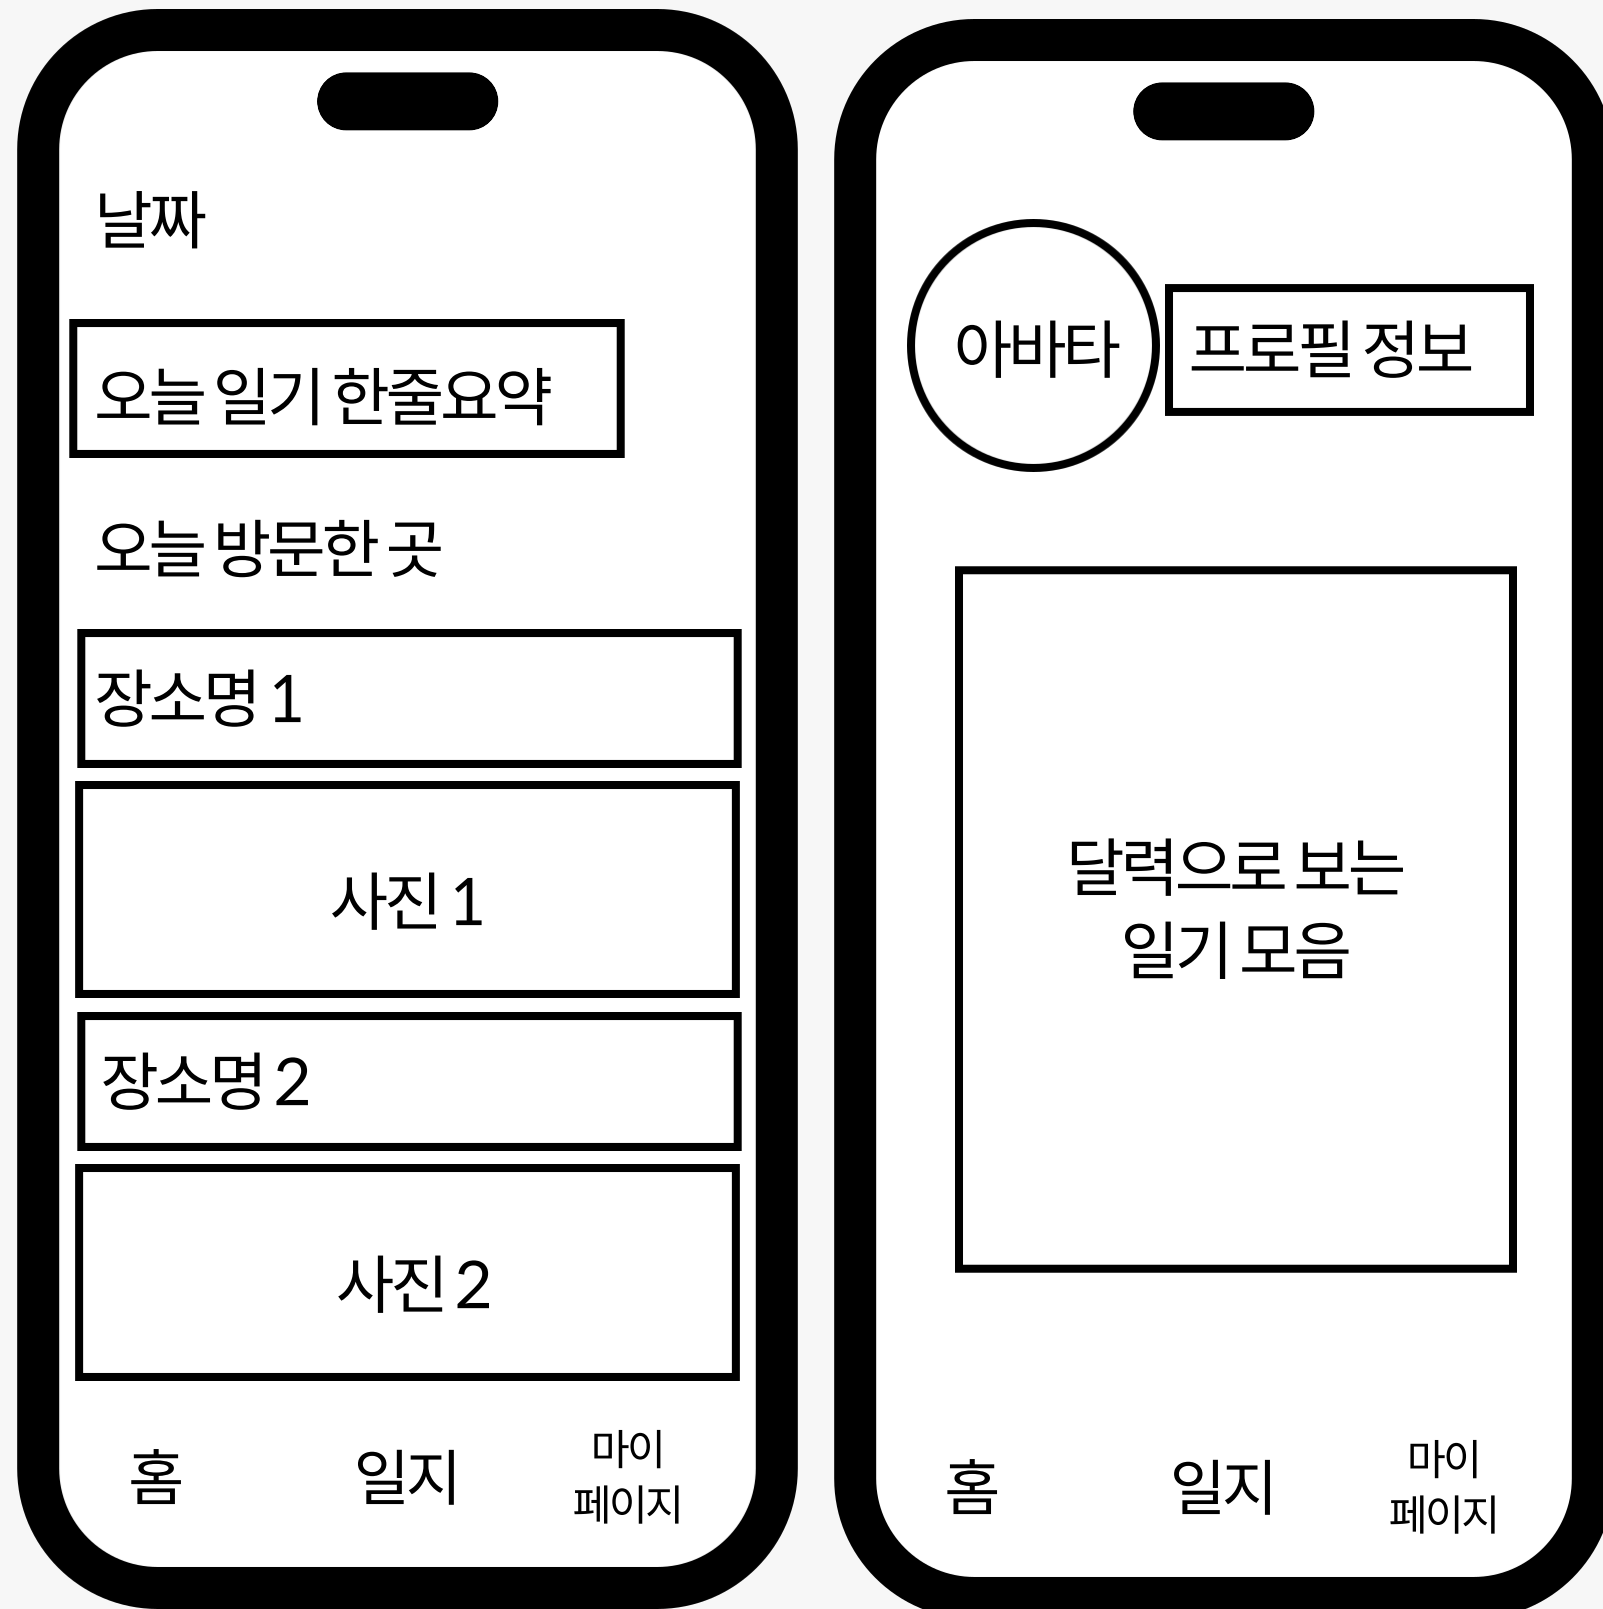 날짜
오늘 일기 한줄요약
오늘 방문한 곳
장소명 1
사진 1
장소명 2
사진 2
홈
일지
마이
페이지
아바타
프로필 정보
달력으로 보는
일기 모음
홈
일지
마이
페이지